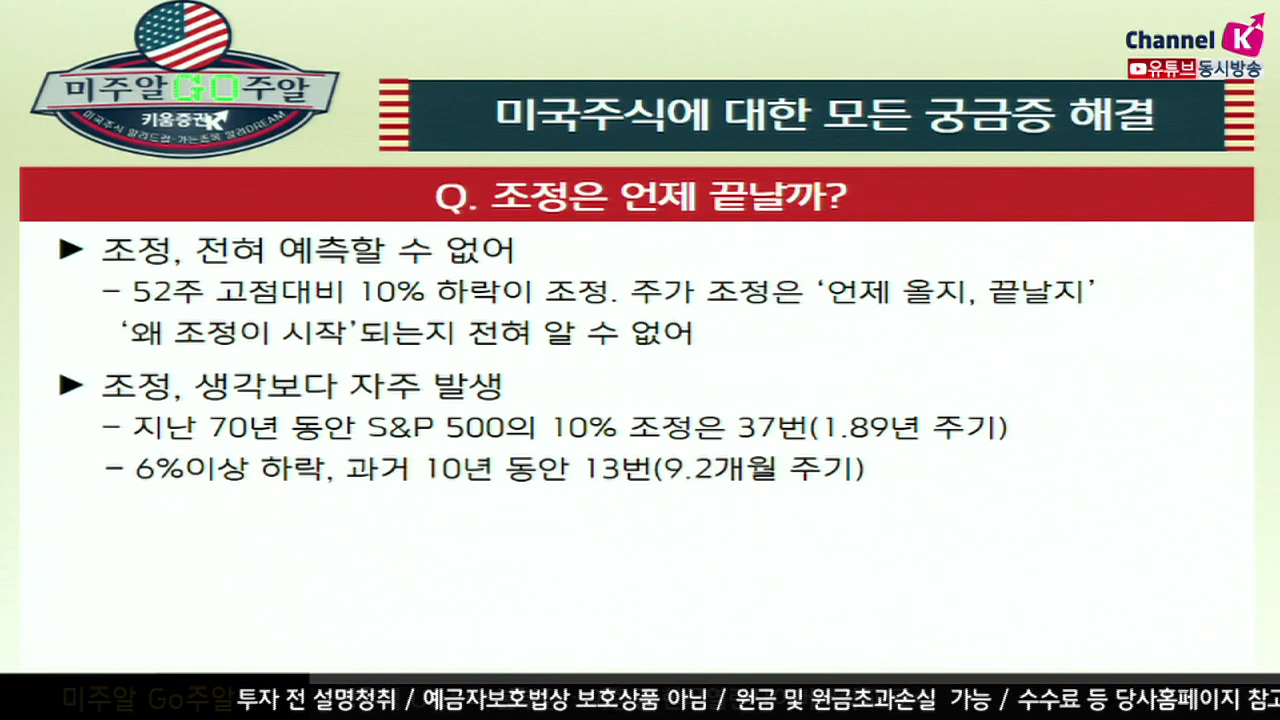 미주알GO주알
키움증권
미국주식 알려드림·가는종목 알려DREAM
Channel K
유튜브 동시방송
미국주식에 대한 모든 궁금증 해결
Q. 조정은 언제 끝날까?
▶ 조정, 전혀 예측할 수 없어
– 52주 고점대비 10% 하락이 조정. 주가 조정은 ‘언제 올지, 끝날지’
‘왜 조정이 시작’되는지 전혀 알 수 없어
▶ 조정, 생각보다 자주 발생
– 지난 70년 동안 S&P 500의 10% 조정은 37번(1.89년 주기)
– 6%이상 하락, 과거 10년 동안 13번(9.2개월 주기)
미주알 Go주알
투자 전 설명청취 / 예금자보호법상 보호상품 아님 / 원금 및 원금초과손실 가능 / 수수료 등 당사홈페이지 참고